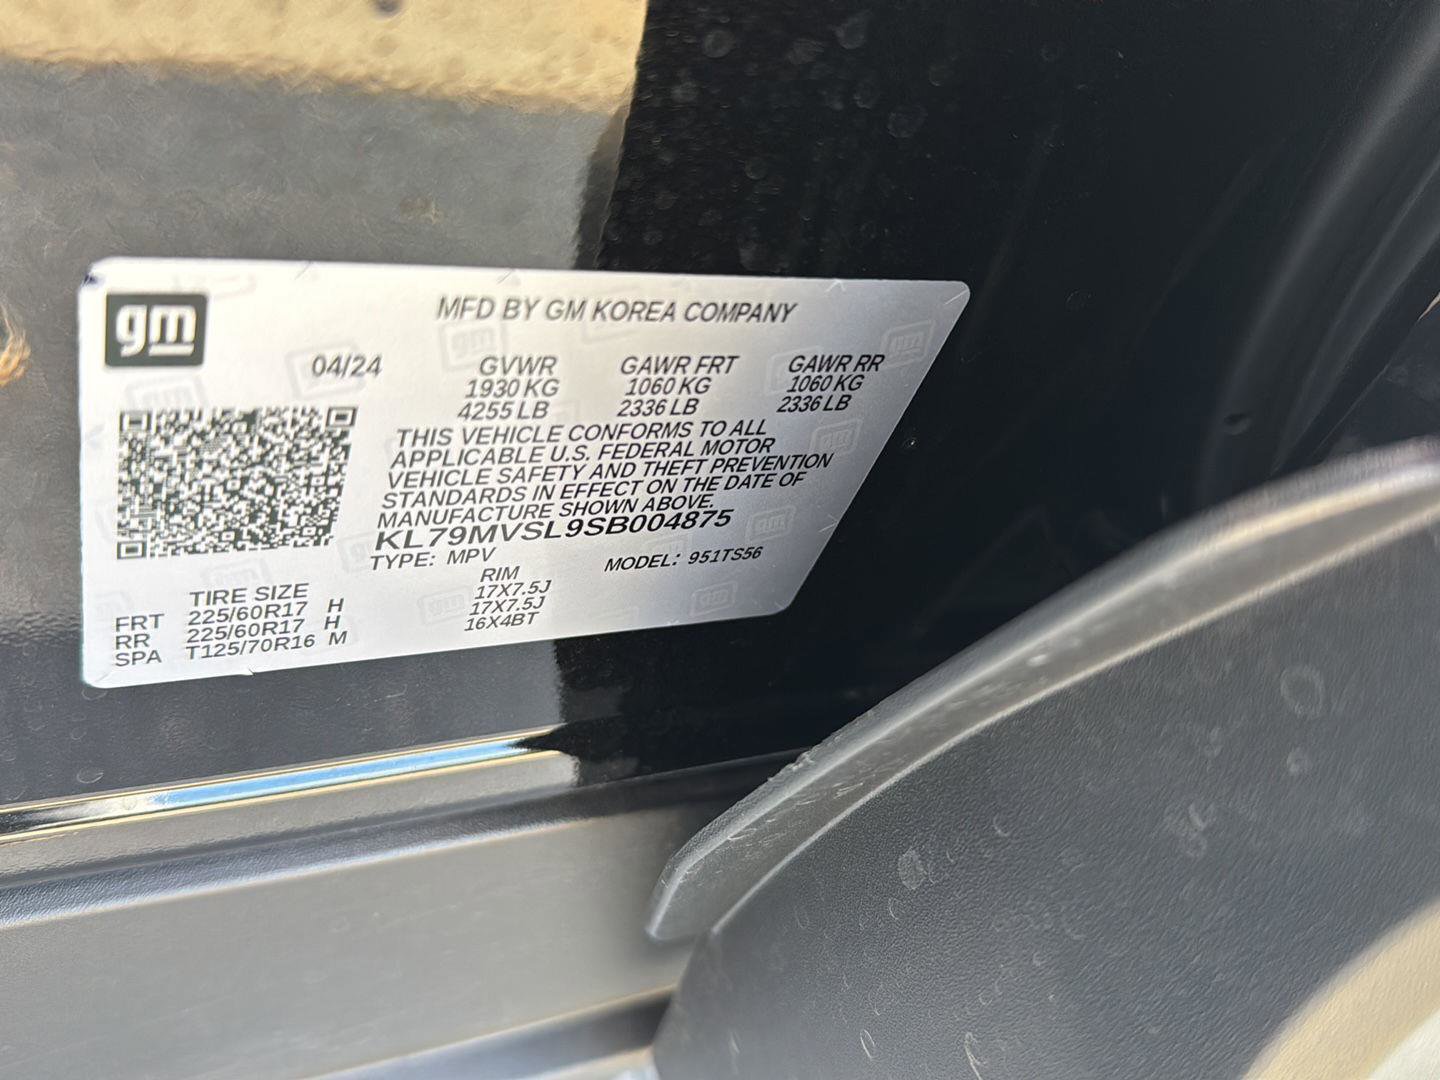 gm
MFD BY GM KOREA COMPANY
04/24
GVWR GAWR FRT GAWR RR
1930 KG 1060 KG 1060 KG
4255 LB 2336 LB 2336 LB
THIS VEHICLE CONFORMS TO ALL
APPLICABLE U.S. FEDERAL MOTOR
VEHICLE SAFETY AND THEFT PREVENTION
STANDARDS IN EFFECT ON THE DATE OF
MANUFACTURE SHOWN ABOVE.
KL79MVSL9SB004875
TYPE: MPV MODEL: 951TS56
TIRE SIZE RIM
FRT 225/60R17 H 17X7.5J
RR 225/60R17 H 17X7.5J
SPA T125/70R16 M 16X4BT